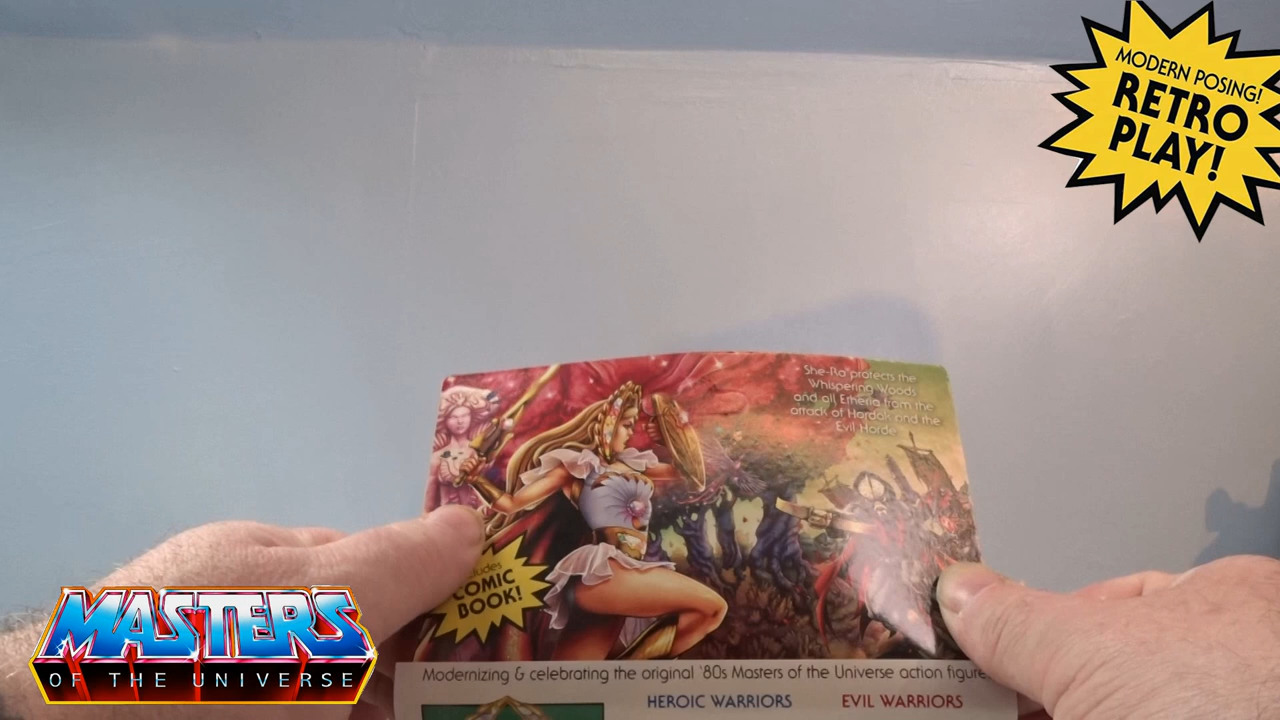 MODERN POSING!
RETRO
PLAY!
She-Ra protects the
Whispering Woods
and all Etheria from the
attack of Hordak and the
Evil Horde
COMIC
BOOK!
MASTERS
OF THE UNIVERSE
Modernizing & celebrating the original '80s Masters of the Universe action figure
HEROIC WARRIORS
EVIL WARRIORS